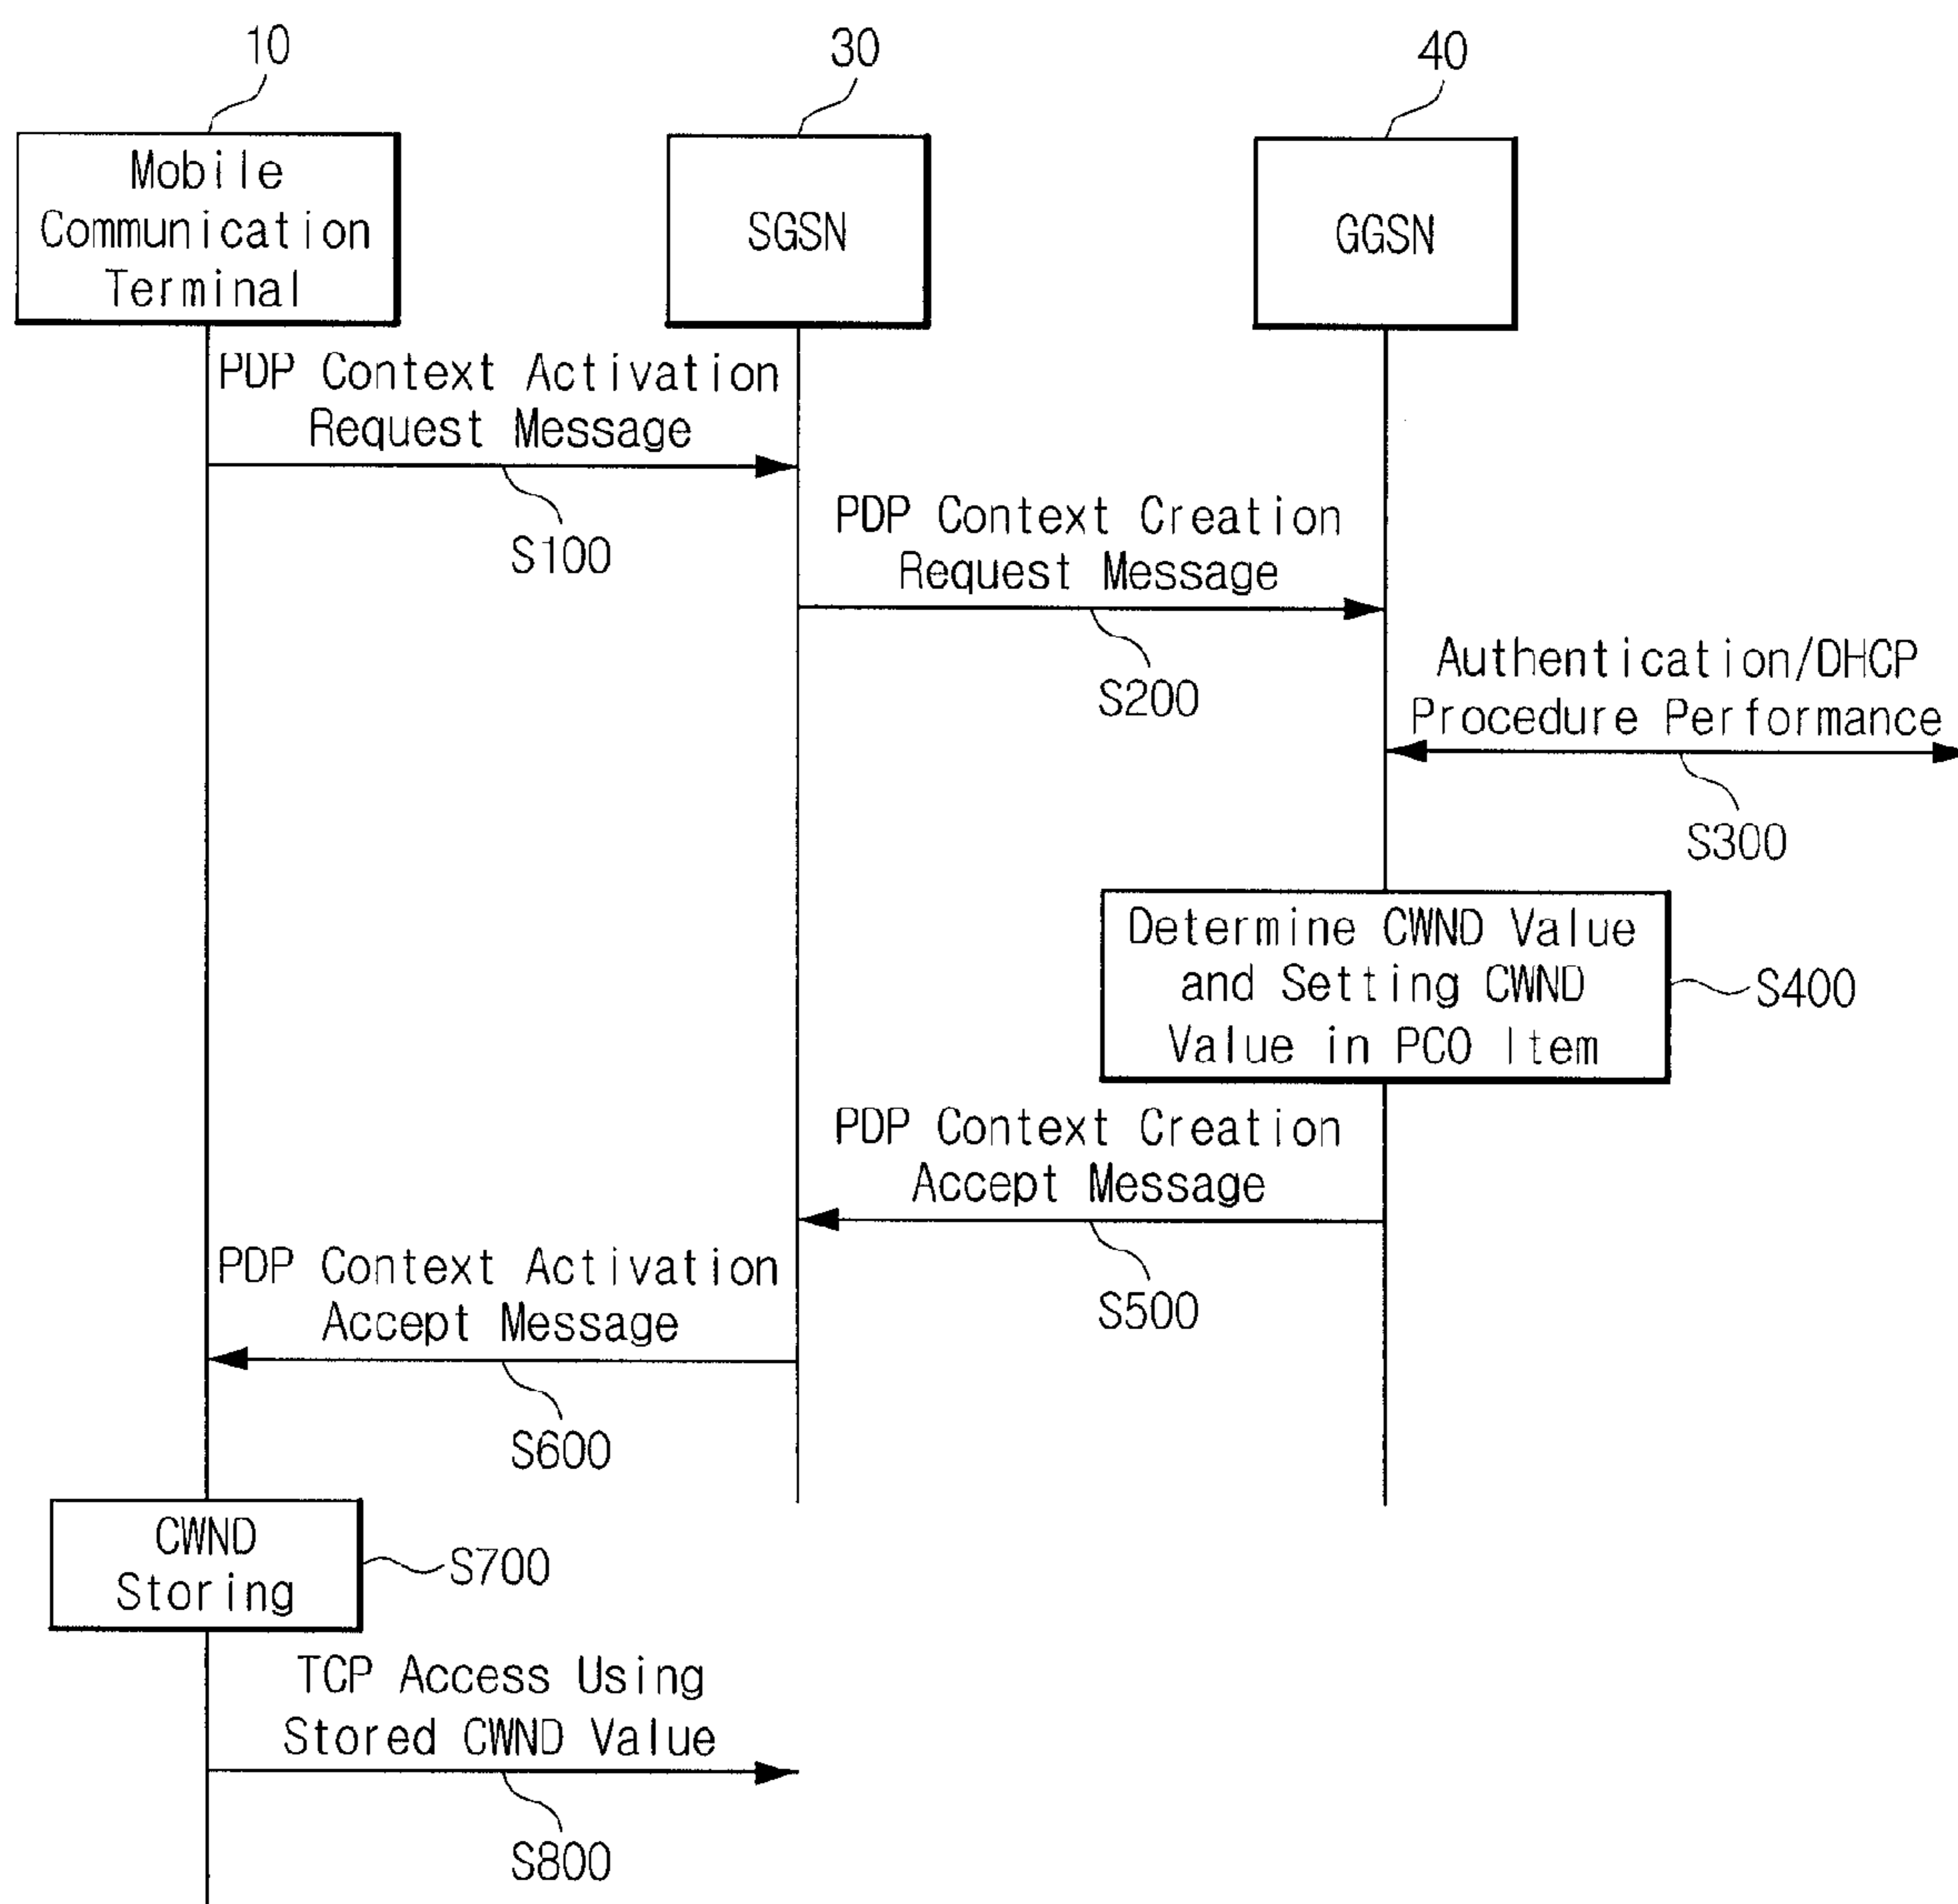 10
30
40
Mobile
Communication
Terminal
SGSN
GGSN
PDP Context Activation
Request Message
S100
PDP Context Creation
Request Message
S200
Authentication/DHCP
Procedure Performance
S300
Determine CWND Value
and Setting CWND
Value in PCO Item
S400
PDP Context Creation
Accept Message
S500
PDP Context Activation
Accept Message
S600
CWND
Storing
S700
TCP Access Using
Stored CWND Value
S800